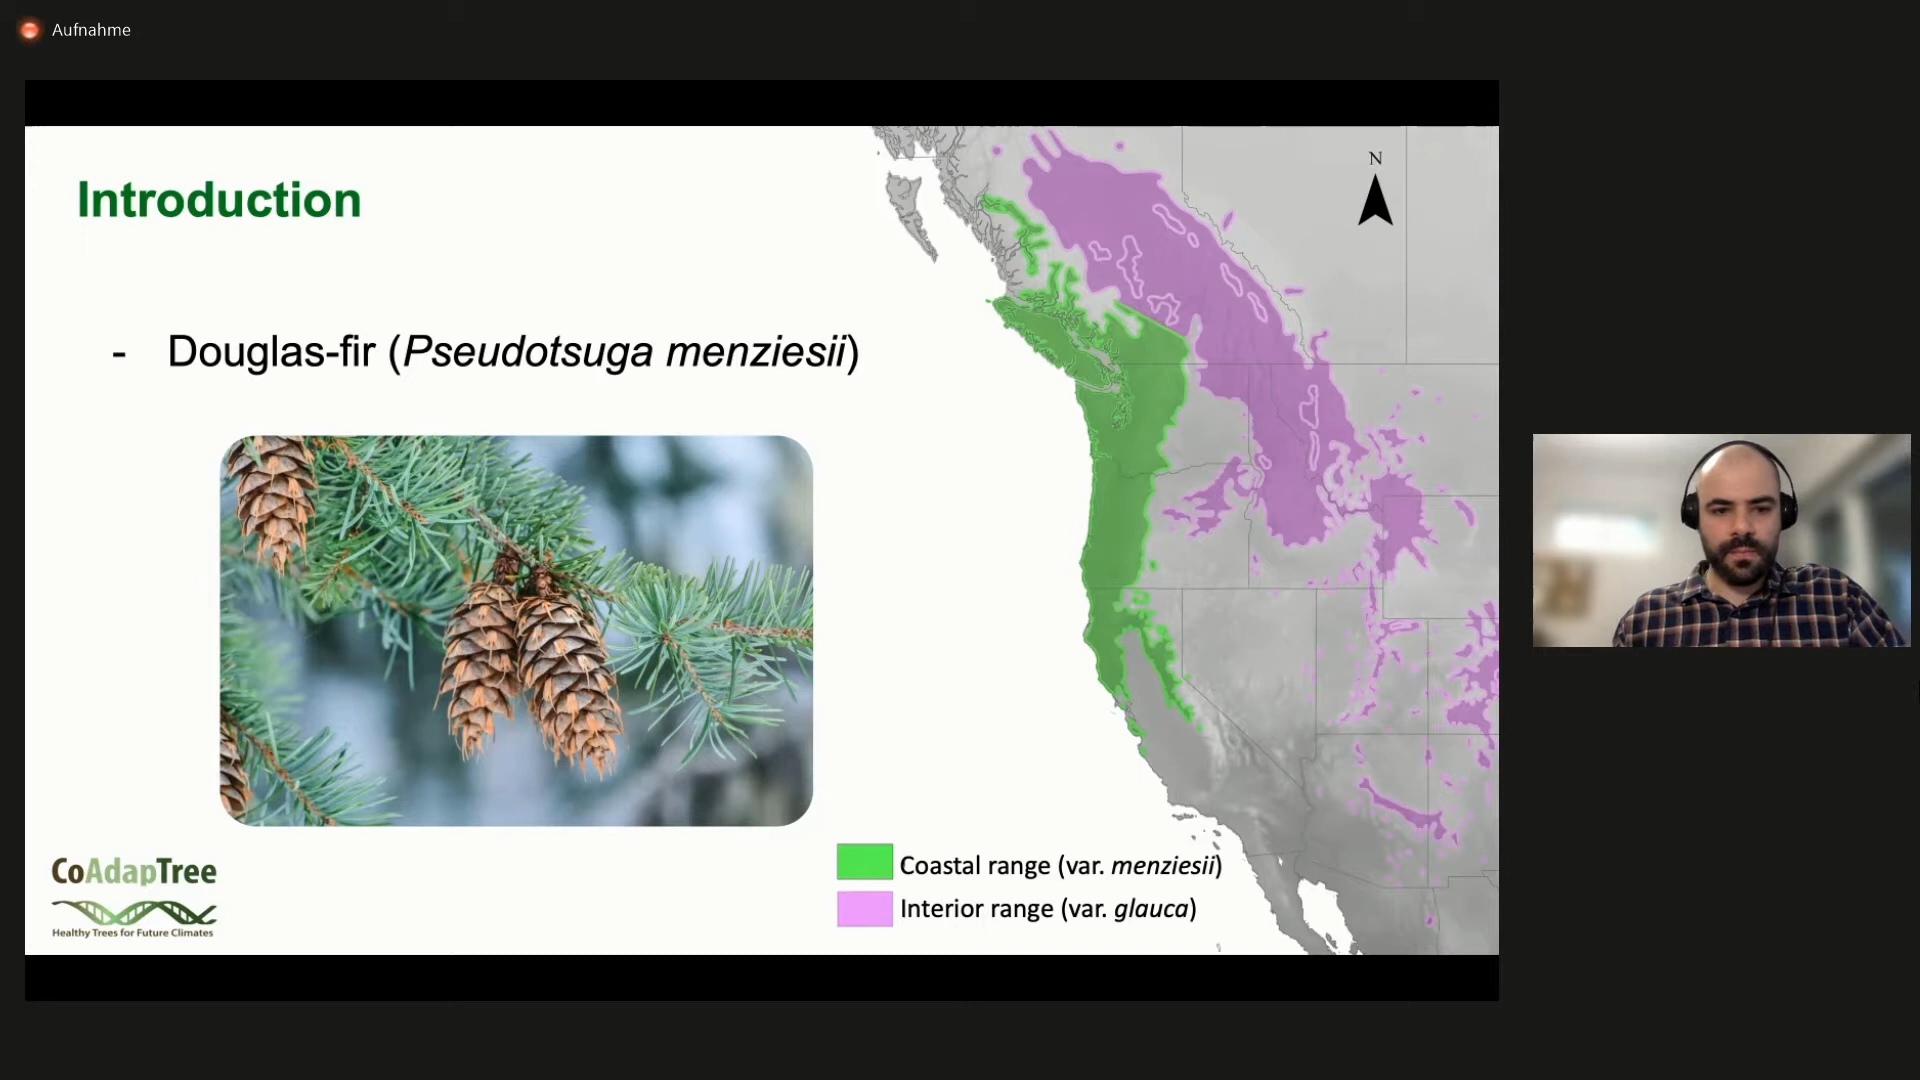 Aufnahme
Introduction
- Douglas-fir (Pseudotsuga menziesii)
N
Coastal range (var. menziesii)
Interior range (var. glauca)
CoAdapTree
Healthy Trees for Future Climates